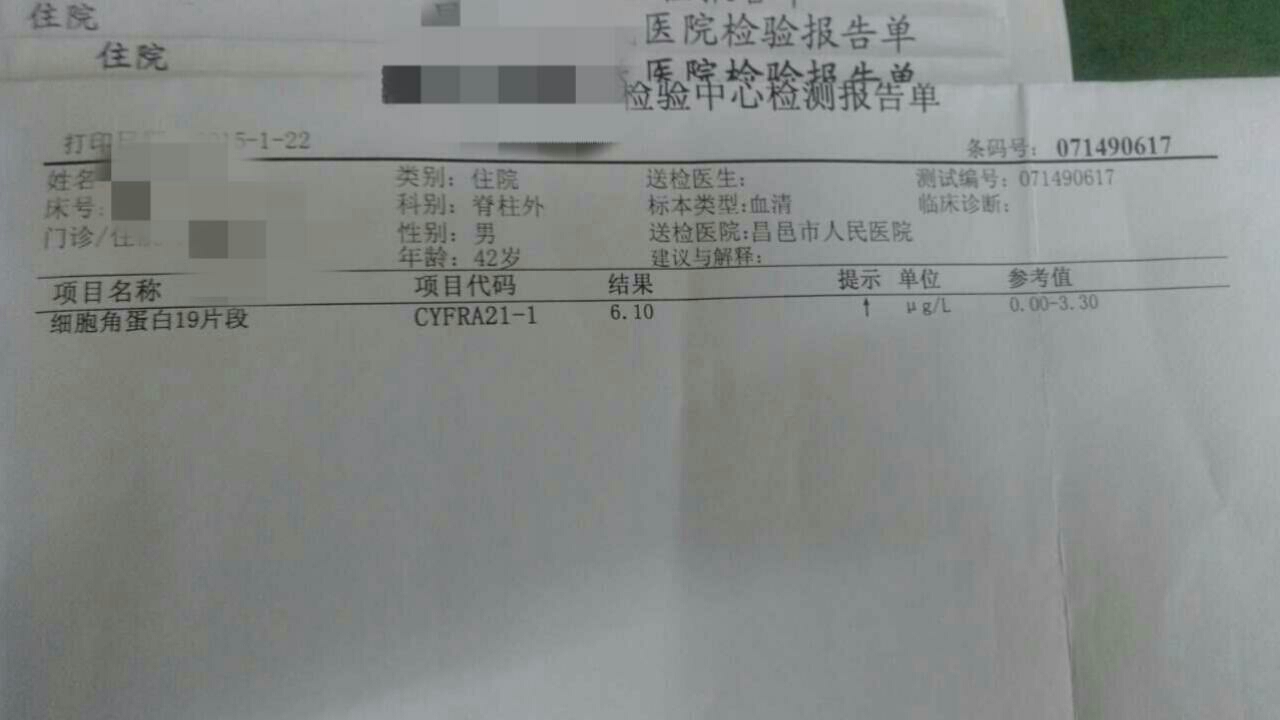 住院
医院检验报告单
住院
医院检验报告单
检验中心检测报告单
打印 5-1-22 条码号: 071490617
姓名 类别: 住院 送检医生: 测试编号: 071490617
床号: 科别: 脊柱外 标本类型:血清 临床诊断:
门诊/住 性别: 男 送检医院:昌邑市人民医院
年龄: 42岁 建议与解释:
项目名称 项目代码 结果 提示 单位 参考值
细胞角蛋白19片段 CYFRA21-1 6.10 ↑ μg/L 0.00-3.30